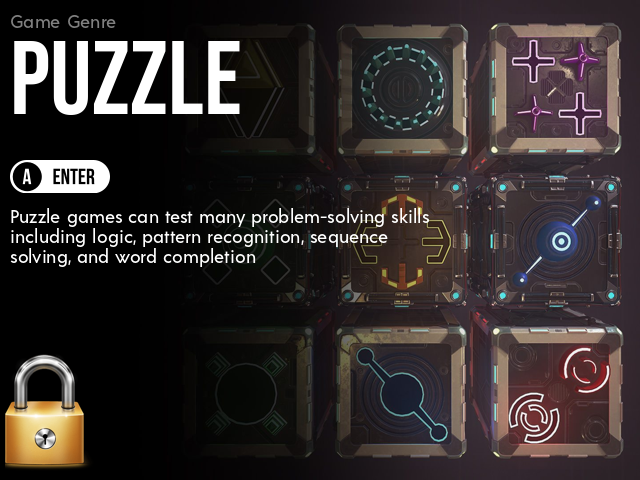 Game Genre
PUZZLE
A ENTER
Puzzle games can test many problem-solving skills
including logic, pattern recognition, sequence
solving, and word completion